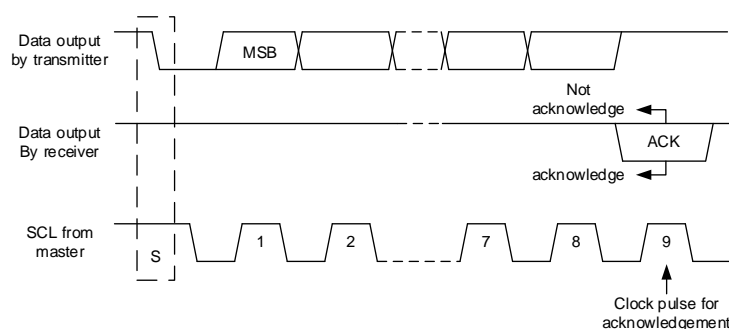 Data output
by transmitter
MSB
Not
acknowledge
Data output
By receiver
ACK
acknowledge
SCL from
master
S
1
2
7
8
9
Clock pulse for
acknowledgement